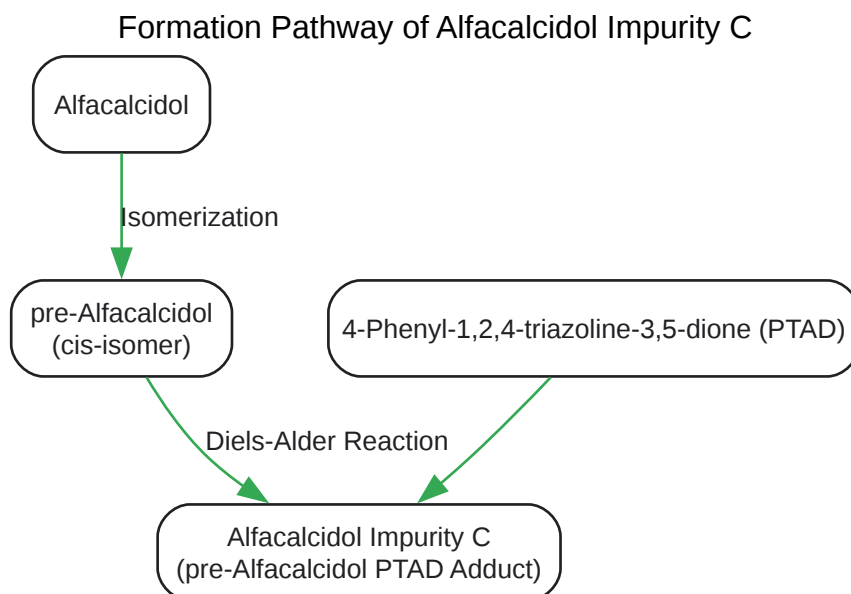 Formation Pathway of Alfacalcidol Impurity C
Alfacalcidol
Isomerization
pre-Alfacalcidol
(cis-isomer)
4-Phenyl-1,2,4-triazoline-3,5-dione (PTAD)
Diels-Alder Reaction
Alfacalcidol Impurity C
(pre-Alfacalcidol PTAD Adduct)